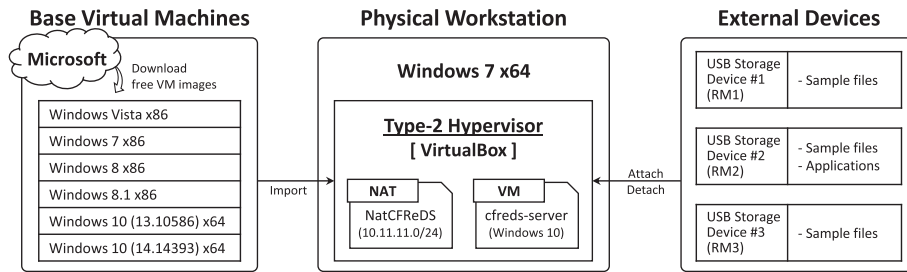 Base Virtual Machines
Microsoft
Download
free VM images
Windows Vista x86
Windows 7 x86
Windows 8 x86
Windows 8.1 x86
Windows 10 (13.10586) x64
Windows 10 (14.14393) x64
Import
Physical Workstation
Windows 7 x64
Type-2 Hypervisor
[ VirtualBox ]
NAT
NatCFReDS
(10.11.11.0/24)
VM
cfreds-server
(Windows 10)
Attach
Detach
External Devices
USB Storage
Device #1
(RM1)
- Sample files
USB Storage
Device #2
(RM2)
- Sample files
- Applications
USB Storage
Device #3
(RM3)
- Sample files